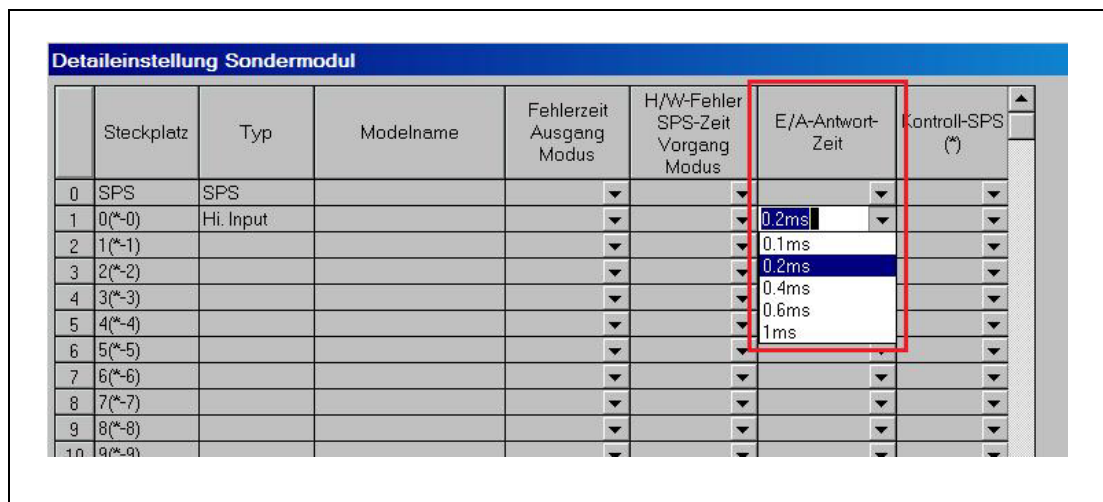 Detaileinstellung Sondermodul
Steckplatz Typ Modelname Fehlerzeit Ausgang Modus H/W-Fehler SPS-Zeit Vorgang Modus E/A-Antwort-Zeit Kontroll-SPS (*)
0 SPS SPS
1 0(*-0) Hi. Input 0.2ms
2 1(*-1) 0.1ms
0.2ms
3 2(*-2)
4 3(*-3) 0.4ms
0.6ms
5 4(*-4) 1ms
6 5(*-5)
7 6(*-6)
8 7(*-7)
9 8(*-8)
10 9(*-9)